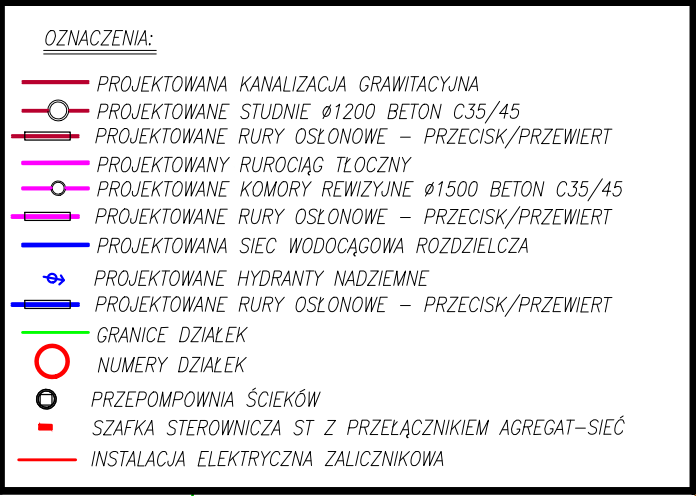 OZNACZENIA:
PROJEKTOWANA KANALIZACJA GRAWITACYJNA
PROJEKTOWANE STUDNIE Ø1200 BETON C35/45
PROJEKTOWANE RURY OSŁONOWE – PRZECISK/PRZEWIERT
PROJEKTOWANY RUROCIĄG TŁOCZNY
PROJEKTOWANE KOMORY REWIZYJNE Ø1500 BETON C35/45
PROJEKTOWANE RURY OSŁONOWE – PRZECISK/PRZEWIERT
PROJEKTOWANA SIEC WODOCĄGOWA ROZDZIELCZA
PROJEKTOWANE HYDRANTY NADZIEMNE
PROJEKTOWANE RURY OSŁONOWE – PRZECISK/PRZEWIERT
GRANICE DZIAŁEK
NUMERY DZIAŁEK
PRZEPOMPOWNIA ŚCIEKÓW
SZAFKA STEROWNICZA ST Z PRZEŁĄCZNIKIEM AGREGAT–SIEĆ
INSTALACJA ELEKTRYCZNA ZALICZNIKOWA